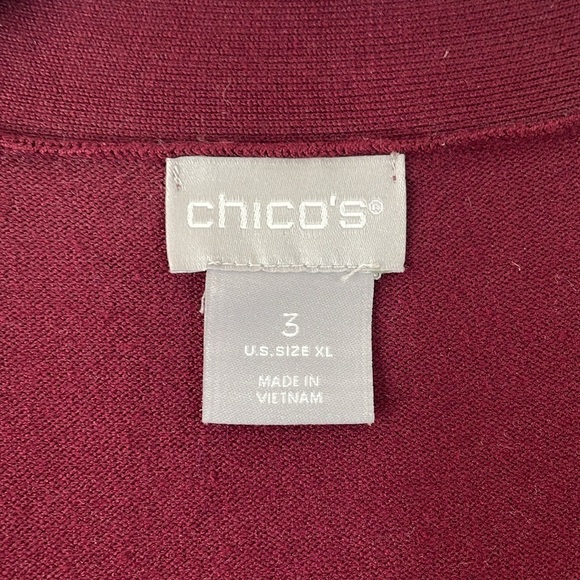 chico's®
3
U.S. SIZE XL
MADE IN
VIETNAM